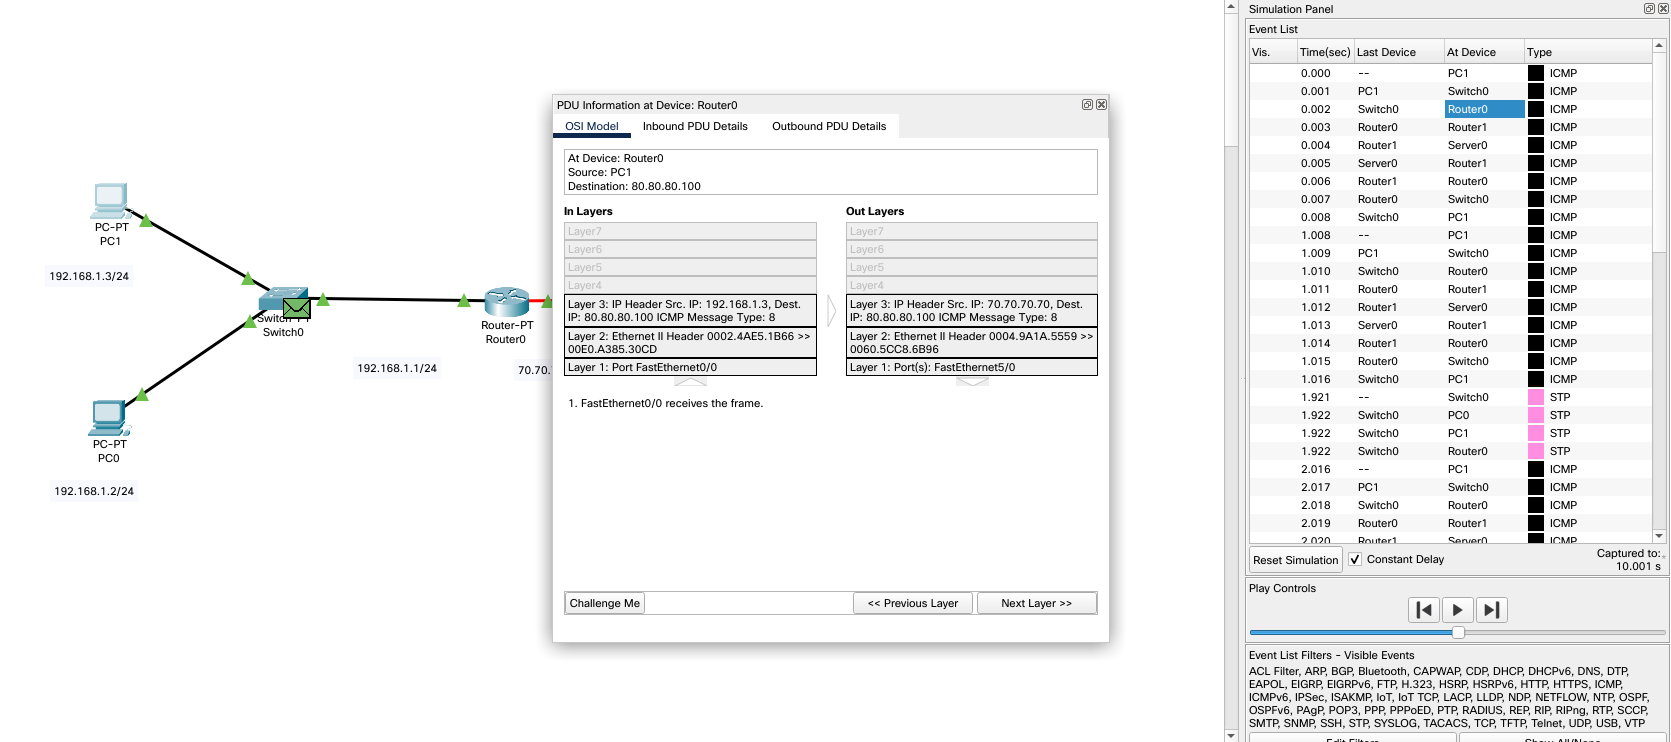 PC-PT
PC1
192.168.1.3/24
Switch0
192.168.1.1/24
Router-PT
Router0
70.70.
PC-PT
PC0
192.168.1.2/24
PDU Information at Device: Router0
OSI Model Inbound PDU Details Outbound PDU Details
At Device: Router0
Source: PC1
Destination: 80.80.80.100
In Layers
Layer7
Layer6
Layer5
Layer4
Layer 3: IP Header Src. IP: 192.168.1.3, Dest.
IP: 80.80.80.100 ICMP Message Type: 8
Layer 2: Ethernet II Header 0002.4AE5.1B66 >>
00E0.A385.30CD
Layer 1: Port FastEthernet0/0
Out Layers
Layer7
Layer6
Layer5
Layer4
Layer 3: IP Header Src. IP: 70.70.70.70, Dest.
IP: 80.80.80.100 ICMP Message Type: 8
Layer 2: Ethernet II Header 0004.9A1A.5559 >>
0060.5CC8.6B96
Layer 1: Port(s): FastEthernet5/0
1. FastEthernet0/0 receives the frame.
Challenge Me << Previous Layer Next Layer >>
Simulation Panel
Event List
Vis. Time(sec) Last Device At Device Type
0.000 -- PC1 ICMP
0.001 PC1 Switch0 ICMP
0.002 Switch0 Router0 ICMP
0.003 Router0 Router1 ICMP
0.004 Router1 Server0 ICMP
0.005 Server0 Router1 ICMP
0.006 Router1 Router0 ICMP
0.007 Router0 Switch0 ICMP
0.008 Switch0 PC1 ICMP
1.008 -- PC1 ICMP
1.009 PC1 Switch0 ICMP
1.010 Switch0 Router0 ICMP
1.011 Router0 Router1 ICMP
1.012 Router1 Server0 ICMP
1.013 Server0 Router1 ICMP
1.014 Router1 Router0 ICMP
1.015 Router0 Switch0 ICMP
1.016 Switch0 PC1 ICMP
1.921 -- Switch0 STP
1.922 Switch0 PC0 STP
1.922 Switch0 PC1 STP
1.922 Switch0 Router0 STP
2.016 -- PC1 ICMP
2.017 PC1 Switch0 ICMP
2.018 Switch0 Router0 ICMP
2.019 Router0 Router1 ICMP
2.020 Router1 Server0 ICMP
Reset Simulation Constant Delay Captured to:
10.001 s
Play Controls
Event List Filters - Visible Events
ACL Filter, ARP, BGP, Bluetooth, CAPWAP, CDP, DHCP, DHCPv6, DNS, DTP,
EAPOL, EIGRP, EIGRPv6, FTP, H.323, HSRP, HSRPv6, HTTP, HTTPS, ICMP,
ICMPv6, IPSec, ISAKMP, IoT, IoT TCP, LACP, LLDP, NDP, NETFLOW, NTP, OSPF,
OSPFv6, PAgP, POP3, PPP, PPPoED, PTP, RADIUS, REP, RIP, RIPng, RTP, SCCP,
SMTP, SNMP, SSH, STP, SYSLOG, TACACS, TCP, TFTP, Telnet, UDP, USB, VTP
Edit Filters Show All/None